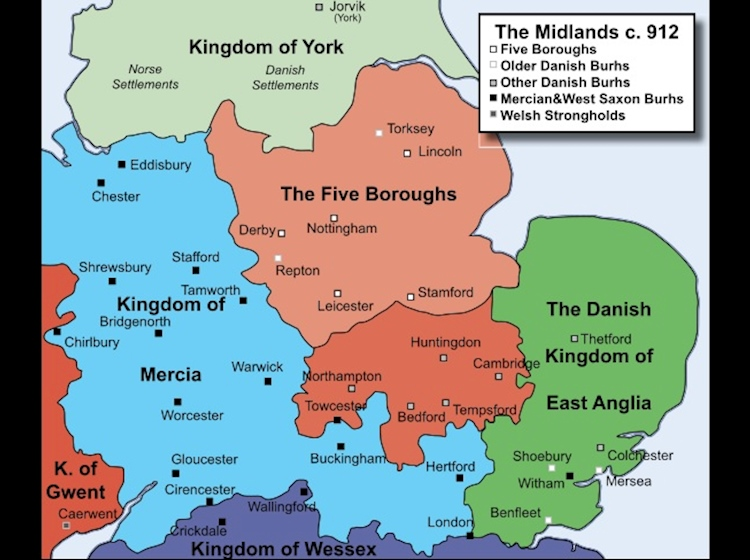 Jorvik
(York)
The Midlands c. 912
Five Boroughs
Older Danish Burhs
Other Danish Burhs
Mercian&West Saxon Burhs
Welsh Strongholds
Kingdom of York
Norse
Settlements
Danish
Settlements
Torksey
Lincoln
Eddisbury
Chester
The Five Boroughs
Derby
Nottingham
Stafford
Shrewsbury
Repton
Tamworth
Leicester
Stamford
Kingdom of
Bridgenorth
Chirlbury
The Danish
Thetford
Huntingdon
Kingdom of
Cambridge
Warwick
Mercia
Northampton
East Anglia
Worcester
Towcester
Bedford
Tempsford
Buckingham
Shoebury
Colchester
Gloucester
Hertford
K. of
Gwent
Witham
Mersea
Cirencester
Wallingford
Caerwent
Benfleet
Crickdale
London
Kingdom of Wessex